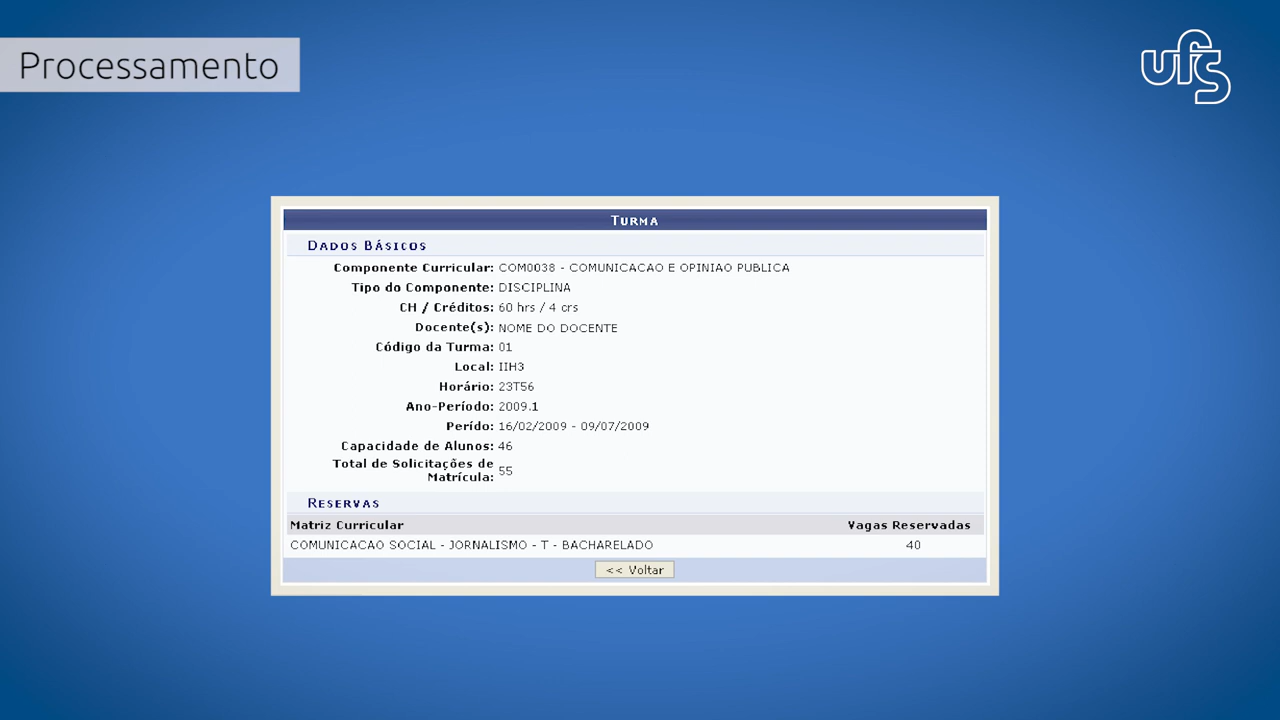 Processamento
ufs
Turma
Dados Básicos
Componente Curricular: COM0038 - COMUNICACAO E OPINIAO PUBLICA
Tipo do Componente: DISCIPLINA
CH / Créditos: 60 hrs / 4 crs
Docente(s): NOME DO DOCENTE
Código da Turma: 01
Local: IIH3
Horário: 23T56
Ano-Período: 2009.1
Perído: 16/02/2009 - 09/07/2009
Capacidade de Alunos: 46
Total de Solicitações de
Matrícula: 55
Reservas
Matriz Curricular Vagas Reservadas
COMUNICACAO SOCIAL - JORNALISMO - T - BACHARELADO 40
<< Voltar